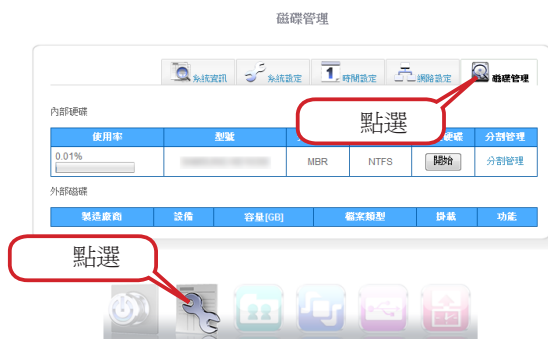 磁碟管理
系統資訊 系統設定 1 時間設定 網路設定 磁碟管理
內部硬碟
點選
使用率 型號 硬碟 分割管理
0.01% MBR NTFS 開始 分割管理
外部磁碟
製造廠商 設備 容量[GB] 檔案類型 掛載 功能
點選